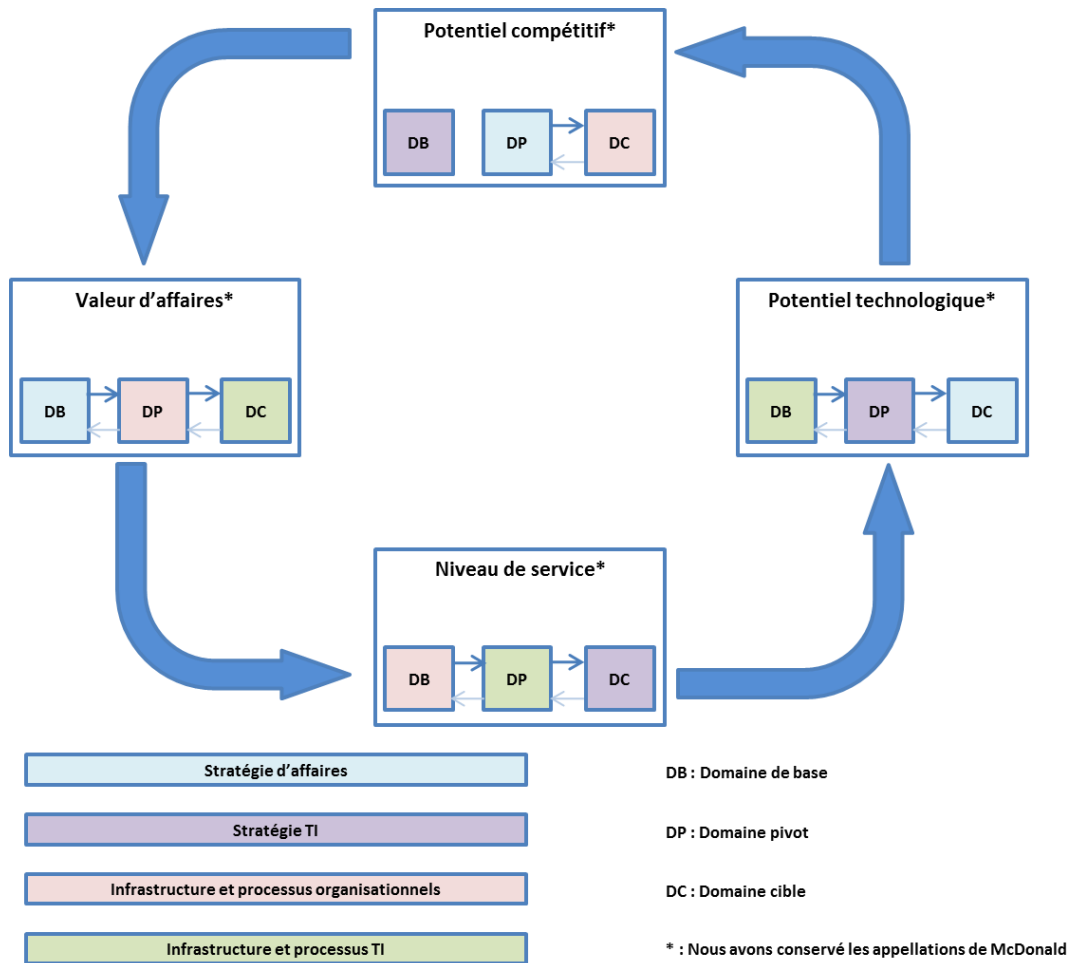 Potentiel compétitif*
DB
DP
DC
Valeur d'affaires*
DB
DP
DC
Potentiel technologique*
DB
DP
DC
Niveau de service*
DB
DP
DC
Stratégie d'affaires
DB : Domaine de base
Stratégie TI
DP : Domaine pivot
Infrastructure et processus organisationnels
DC : Domaine cible
Infrastructure et processus TI
* : Nous avons conservé les appellations de McDonald